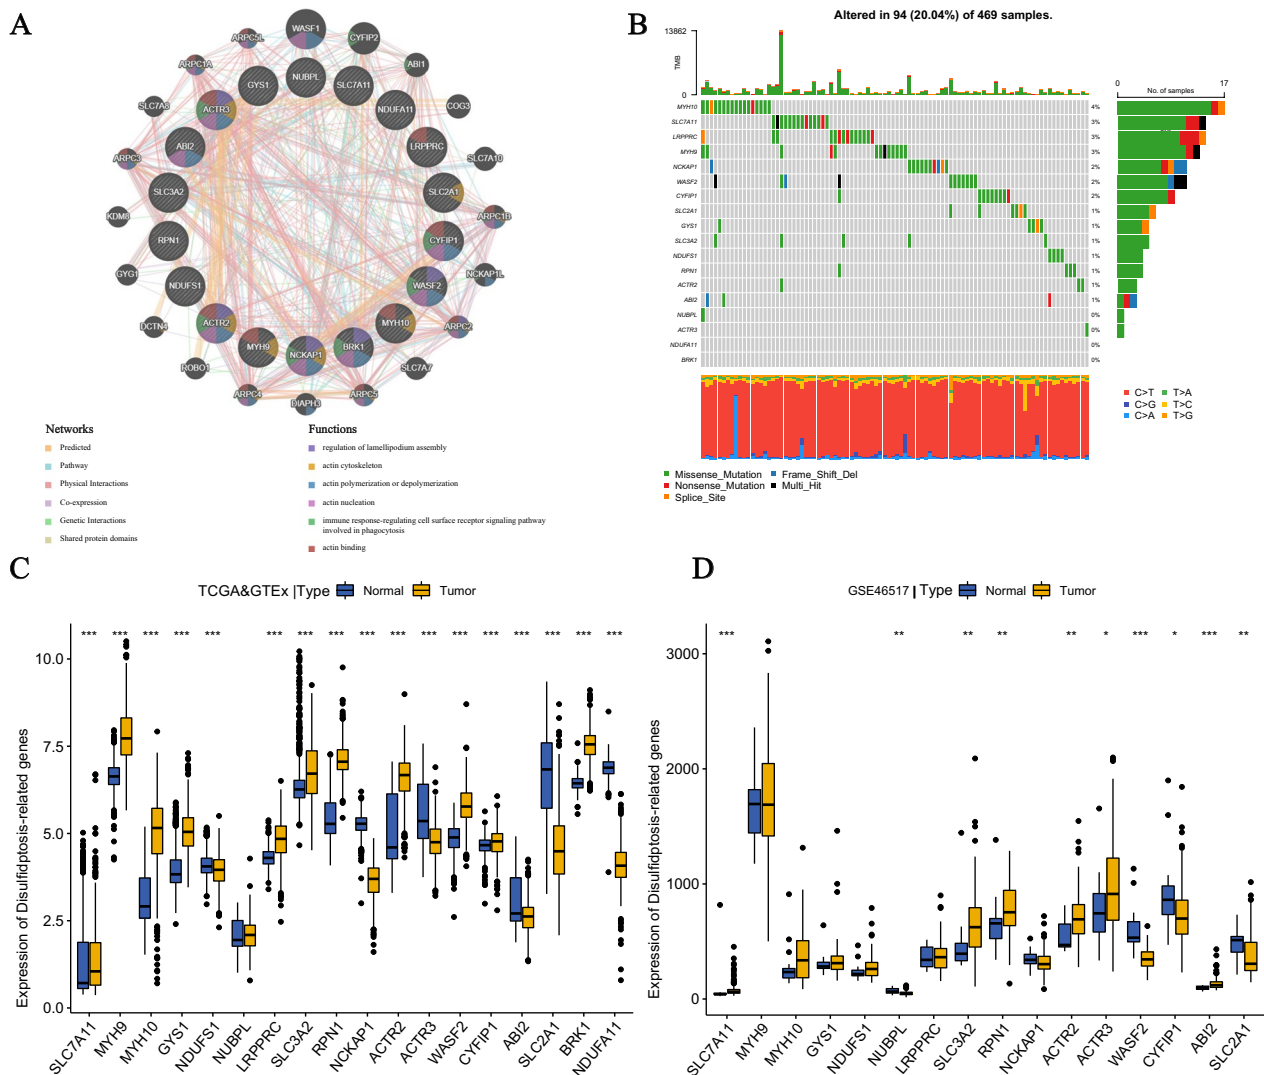 A
WASF1
CYFIP2
ARPC5L
ABI1
ARPC1A
NUBPL
GYS1
SLC7A11
SLC7A8
ACTR3
NDUFA11
COG3
ABI2
LRPPRC
ARPC3
SLC7A10
SLC3A2
SLC2A1
KDM8
ARPC1B
RPN1
CYFIP1
GYG1
NDUFS1
WASF2
NCKAP1L
DCTN4
ACTR2
MYH10
ARPC2
MYH9
NCKAP1
BRK1
ROBO1
SLC7A7
ARPC4
DIAPH3
ARPC5
Networks
Predicted
Pathway
Physical Interactions
Co-expression
Genetic Interactions
Shared protein domains
Functions
regulation of lamellipodium assembly
actin cytoskeleton
actin polymerization or depolymerization
actin nucleation
immune response-regulating cell surface receptor signaling pathway
involved in phagocytosis
actin binding
B
Altered in 94 (20.04%) of 469 samples.
13862
TMB
0
0 17
No. of samples
MYH10 4%
SLC7A11 3%
LRPPRC 3%
MYH9 3%
NCKAP1 2%
WASF2 2%
CYFIP1 2%
SLC2A1 1%
GYS1 1%
SLC3A2 1%
NDUFS1 1%
RPN1 1%
ACTR2 1%
ABI2 1%
NUBPL 0%
ACTR3 0%
NDUFA11 0%
BRK1 0%
C>T T>A
C>G T>C
C>A T>G
Missense_Mutation Frame_Shift_Del
Nonsense_Mutation Multi_Hit
Splice_Site
C
TCGA&GTEx |Type Normal Tumor
*** *** *** *** *** *** *** *** *** *** *** *** *** *** *** *** ***
Expression of Disulfidptosis-related genes
10.0
7.5
5.0
2.5
0.0
SLC7A11
MYH9
MYH10
GYS1
NDUFS1
NUBPL
LRPPRC
SLC3A2
RPN1
NCKAP1
ACTR2
ACTR3
WASF2
CYFIP1
ABI2
SLC2A1
BRK1
NDUFA11
D
GSE46517 | Type Normal Tumor
*** ** ** ** ** * *** * *** **
Expression of Disulfidptosis-related genes
3000
2000
1000
0
SLC7A11
MYH9
MYH10
GYS1
NDUFS1
NUBPL
LRPPRC
SLC3A2
RPN1
NCKAP1
ACTR2
ACTR3
WASF2
CYFIP1
ABI2
SLC2A1